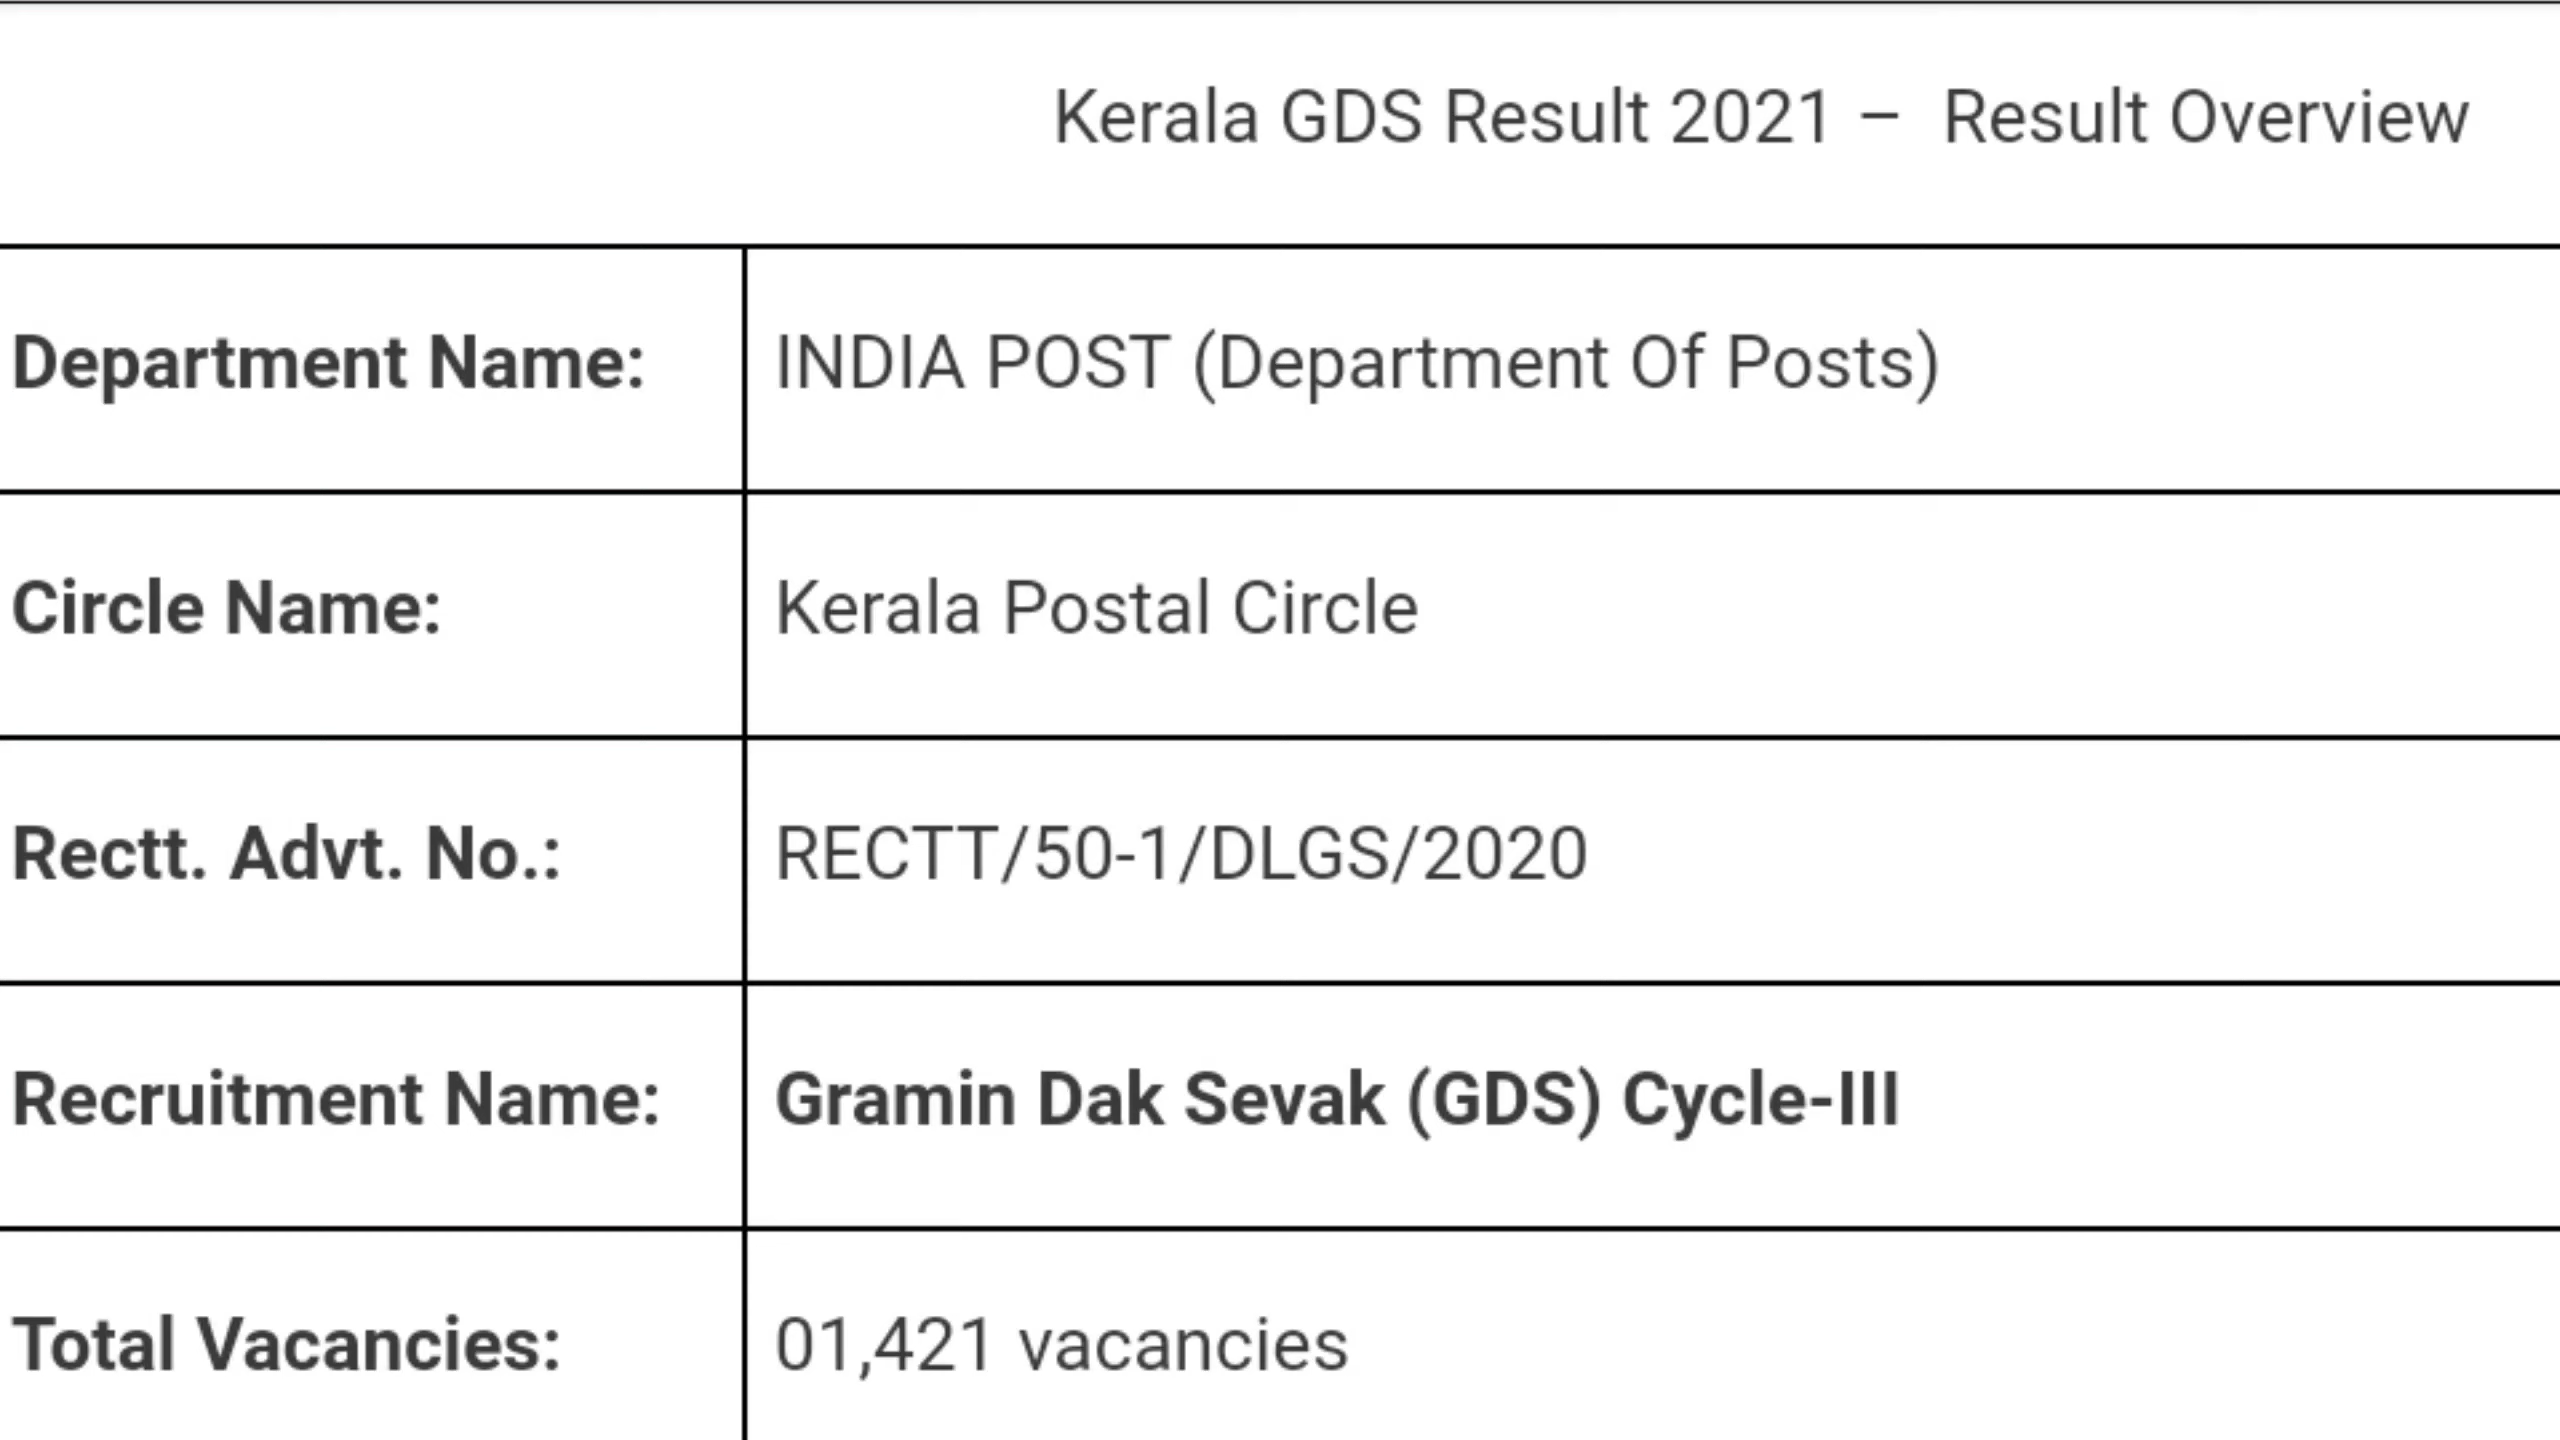 Kerala GDS Result 2021 – Result Overview
Department Name: INDIA POST (Department Of Posts)
Circle Name: Kerala Postal Circle
Rectt. Advt. No.: RECTT/50-1/DLGS/2020
Recruitment Name: Gramin Dak Sevak (GDS) Cycle-III
Total Vacancies: 01,421 vacancies